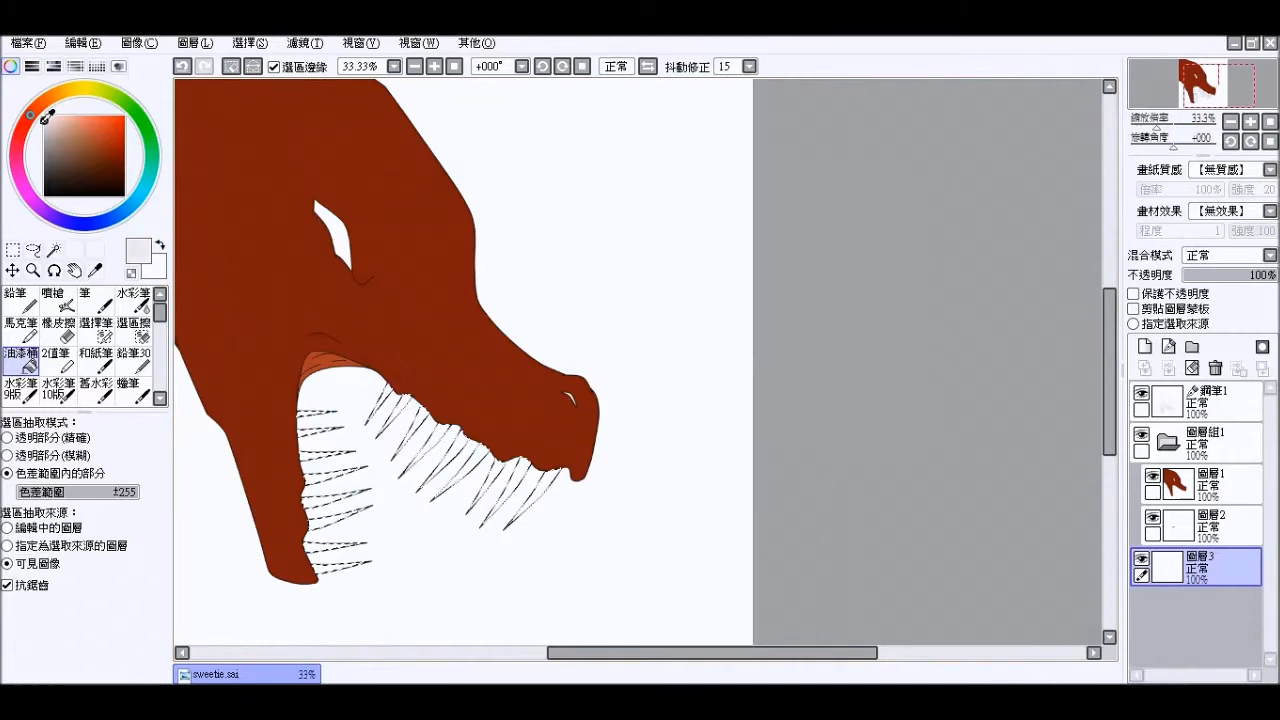 檔案(F) 編輯(E) 圖像(C) 圖層(L) 選擇(S) 濾鏡(T) 視窗(V) 視窗(W) 其他(O)
選區邊緣 33.33% +000° 正常 抖動修正 15
縮放倍率 33.3%
旋轉角度 +000
畫紙質感 【無質感】
倍率 100% 強度 20
畫材效果 【無效果】
程度 1 強度 100
混合模式 正常
不透明度 100%
保護不透明度
剪貼圖層蒙板
指定選取來源
鉛筆 噴槍 筆 水彩筆
馬克筆 橡皮擦 選擇筆 選區擦
油漆桶 2值筆 和紙筆 鉛筆30
水彩筆 水彩筆 舊水彩 蠟筆
9版 10版
選區抽取模式:
透明部分(精確)
透明部分(模糊)
色差範圍內的部分
色差範圍 ±255
選區抽取來源:
編輯中的圖層
指定為選取來源的圖層
可見圖像
抗鋸齒
鋼筆1
正常
100%
圖層組1
正常
100%
圖層1
正常
100%
圖層2
正常
100%
圖層3
正常
100%
sweetie.sai 33%